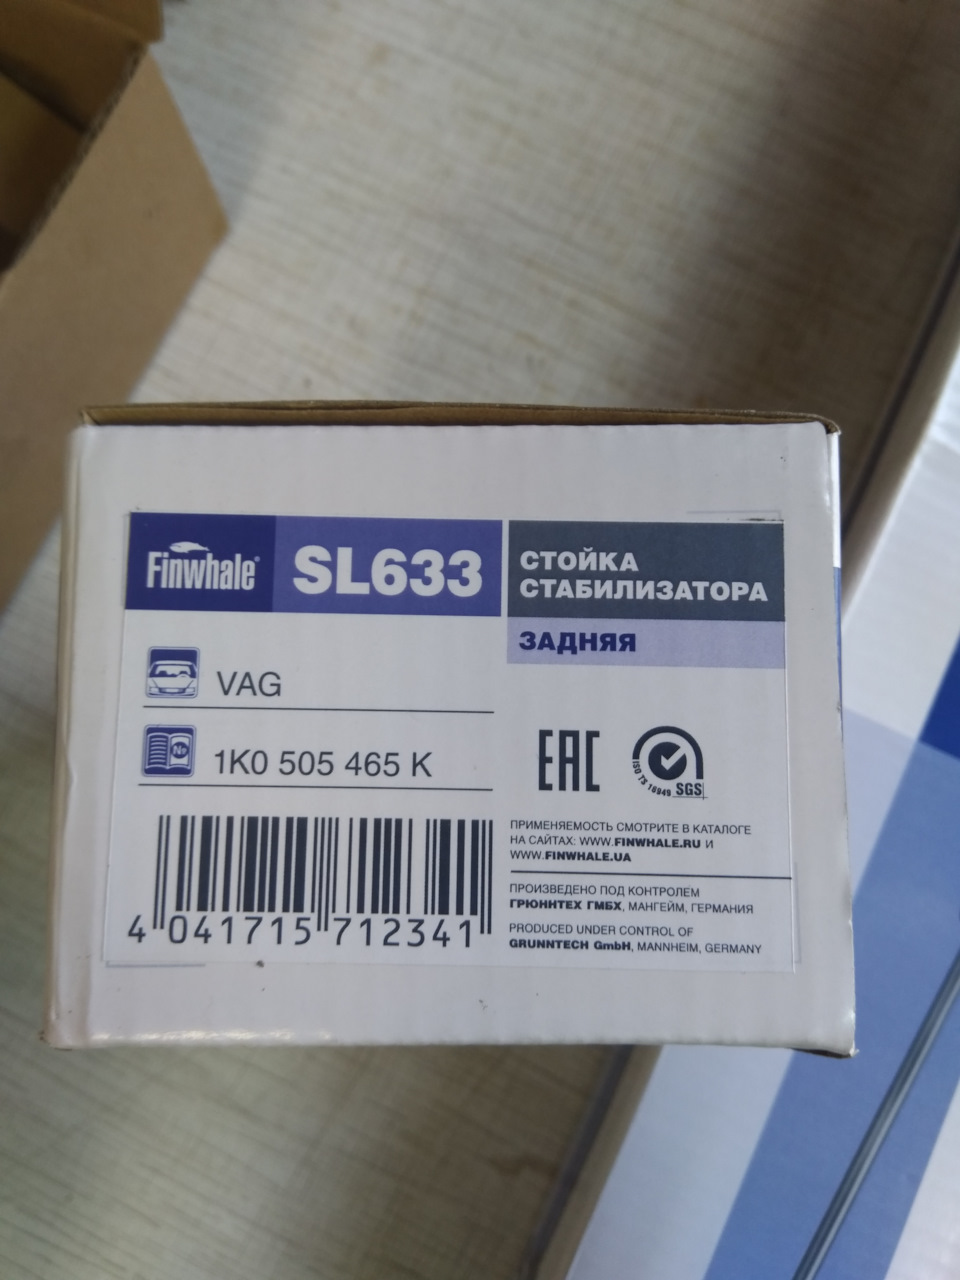 Finwhale®
SL633
СТОЙКА
СТАБИЛИЗАТОРА
ЗАДНЯЯ
VAG
№
1K0 505 465 K
EAC
ISO TS 16949 SGS
ПРИМЕНЯЕМОСТЬ СМОТРИТЕ В КАТАЛОГЕ
НА САЙТАХ: WWW.FINWHALE.RU И
WWW.FINWHALE.UA
ПРОИЗВЕДЕНО ПОД КОНТРОЛЕМ
ГРЮННТЕХ ГМБХ, МАНГЕЙМ, ГЕРМАНИЯ
PRODUCED UNDER CONTROL OF
GRUNNTECH GmbH, MANNHEIM, GERMANY
4 041715 712341